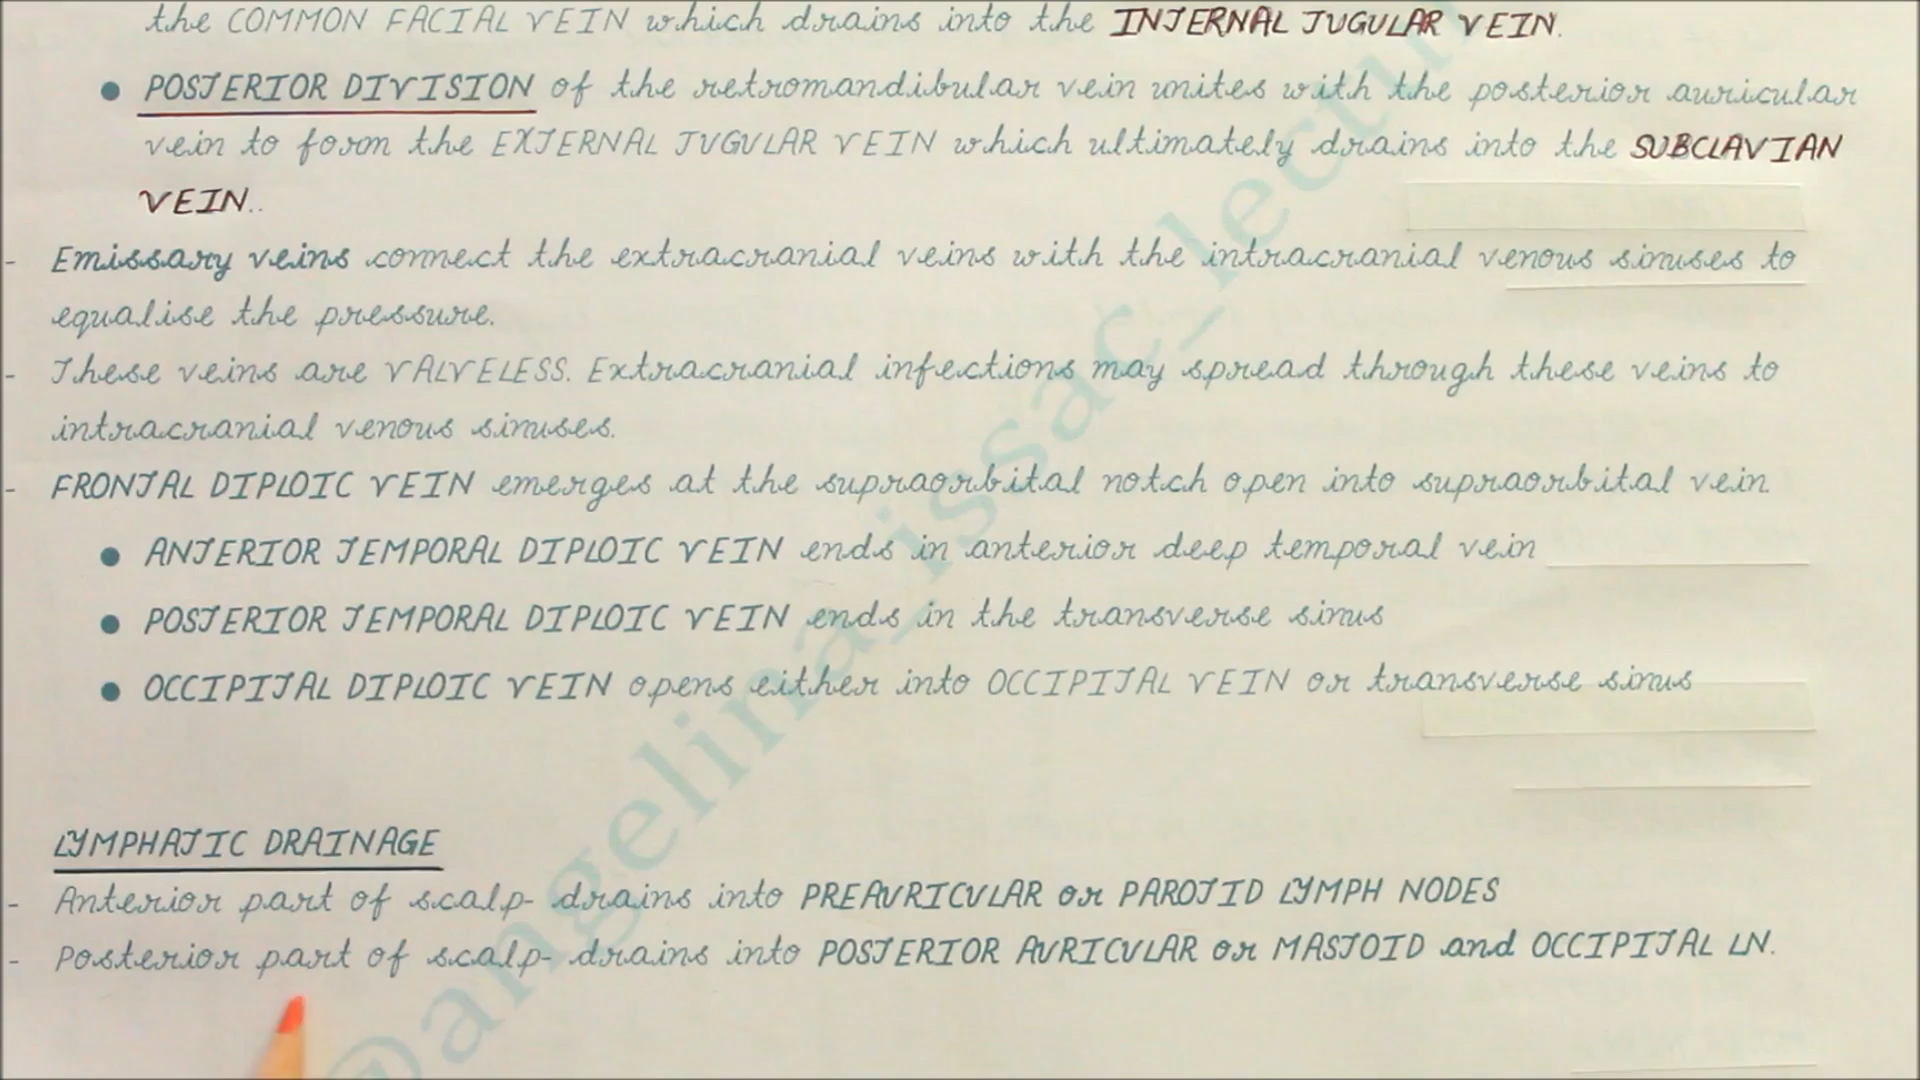 the COMMON FACIAL VEIN which drains into the INTERNAL JUGULAR VEIN.
• POSTERIOR DIVISION of the retromandibular vein unites with the posterior auricular
vein to form the EXTERNAL JUGULAR VEIN which ultimately drains into the SUBCLAVIAN
VEIN..
- Emissary veins connect the extracranial veins with the intracranial venous sinuses to
equalise the pressure.
- These veins are VALVELESS. Extracranial infections may spread through these veins to
intracranial venous sinuses.
- FRONTAL DIPLOIC VEIN emerges at the supraorbital notch open into supraorbital vein
• ANTERIOR TEMPORAL DIPLOIC VEIN ends in anterior deep temporal vein
• POSTERIOR TEMPORAL DIPLOIC VEIN ends in the transverse sinus
• OCCIPITAL DIPLOIC VEIN opens either into OCCIPITAL VEIN or transverse sinus
LYMPHATIC DRAINAGE
- Anterior part of scalp- drains into PREAURICULAR or PAROTID LYMPH NODES
- Posterior part of scalp- drains into POSTERIOR AURICULAR or MASTOID and OCCIPITAL LN.